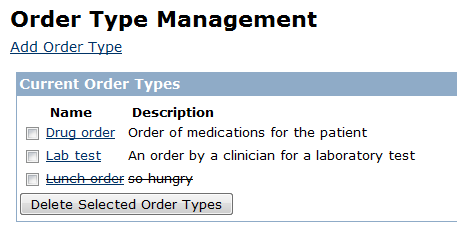 Order Type Management
Add Order Type
Current Order Types
Name Description
Drug order Order of medications for the patient
Lab test An order by a clinician for a laboratory test
Lunch order so hungry
Delete Selected Order Types